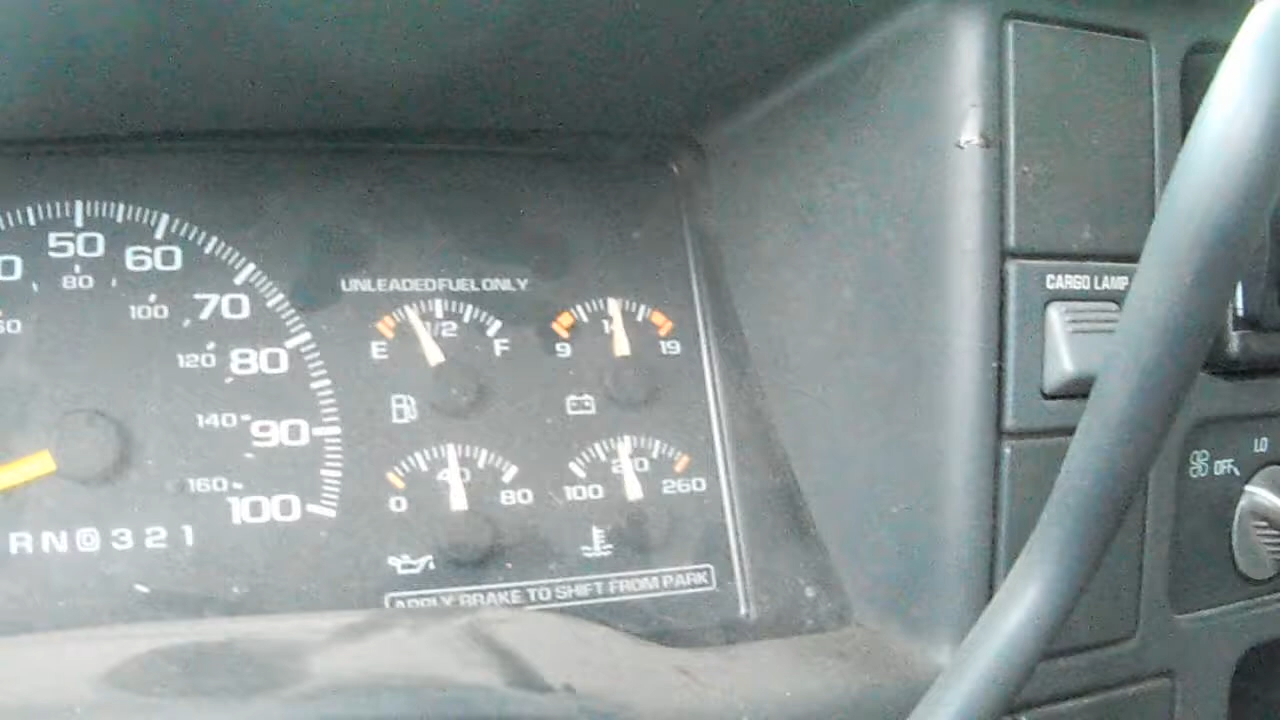 50
60
80
100
70
120
80
140
90
160
100
RN D 3 2 1
UNLEADED FUEL ONLY
1/2
E F
9 19
40
0 80
210
100 260
APPLY BRAKE TO SHIFT FROM PARK
CARGO LAMP
LO
OFF